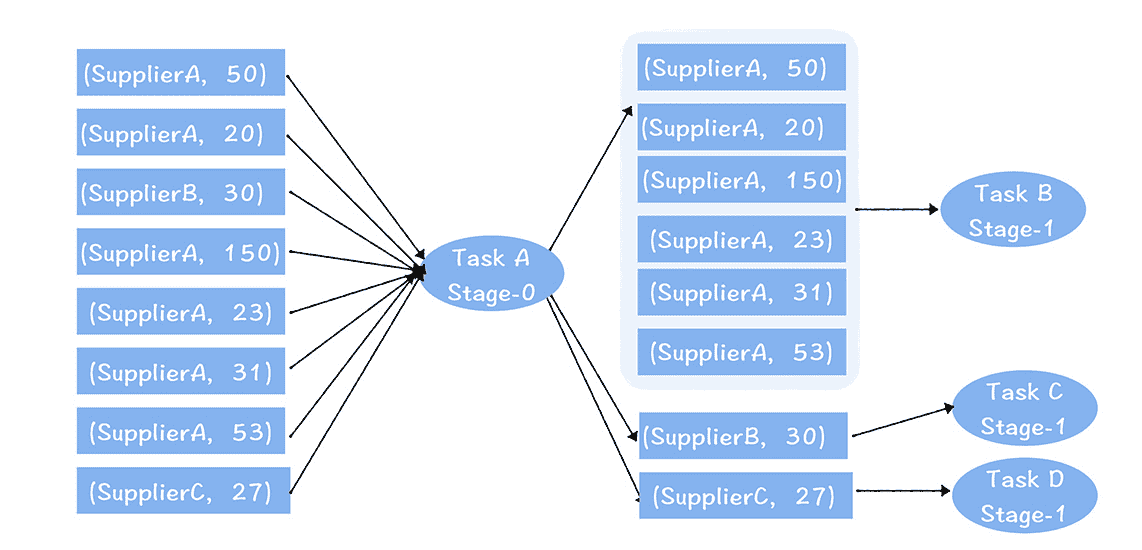 (SupplierA, 50)
(SupplierA, 20)
(SupplierB, 30)
(SupplierA, 150)
(SupplierA, 23)
(SupplierA, 31)
(SupplierA, 53)
(SupplierC, 27)
Task A
Stage-0
(SupplierA, 50)
(SupplierA, 20)
(SupplierA, 150)
(SupplierA, 23)
(SupplierA, 31)
(SupplierA, 53)
(SupplierB, 30)
(SupplierC, 27)
Task B
Stage-1
Task C
Stage-1
Task D
Stage-1